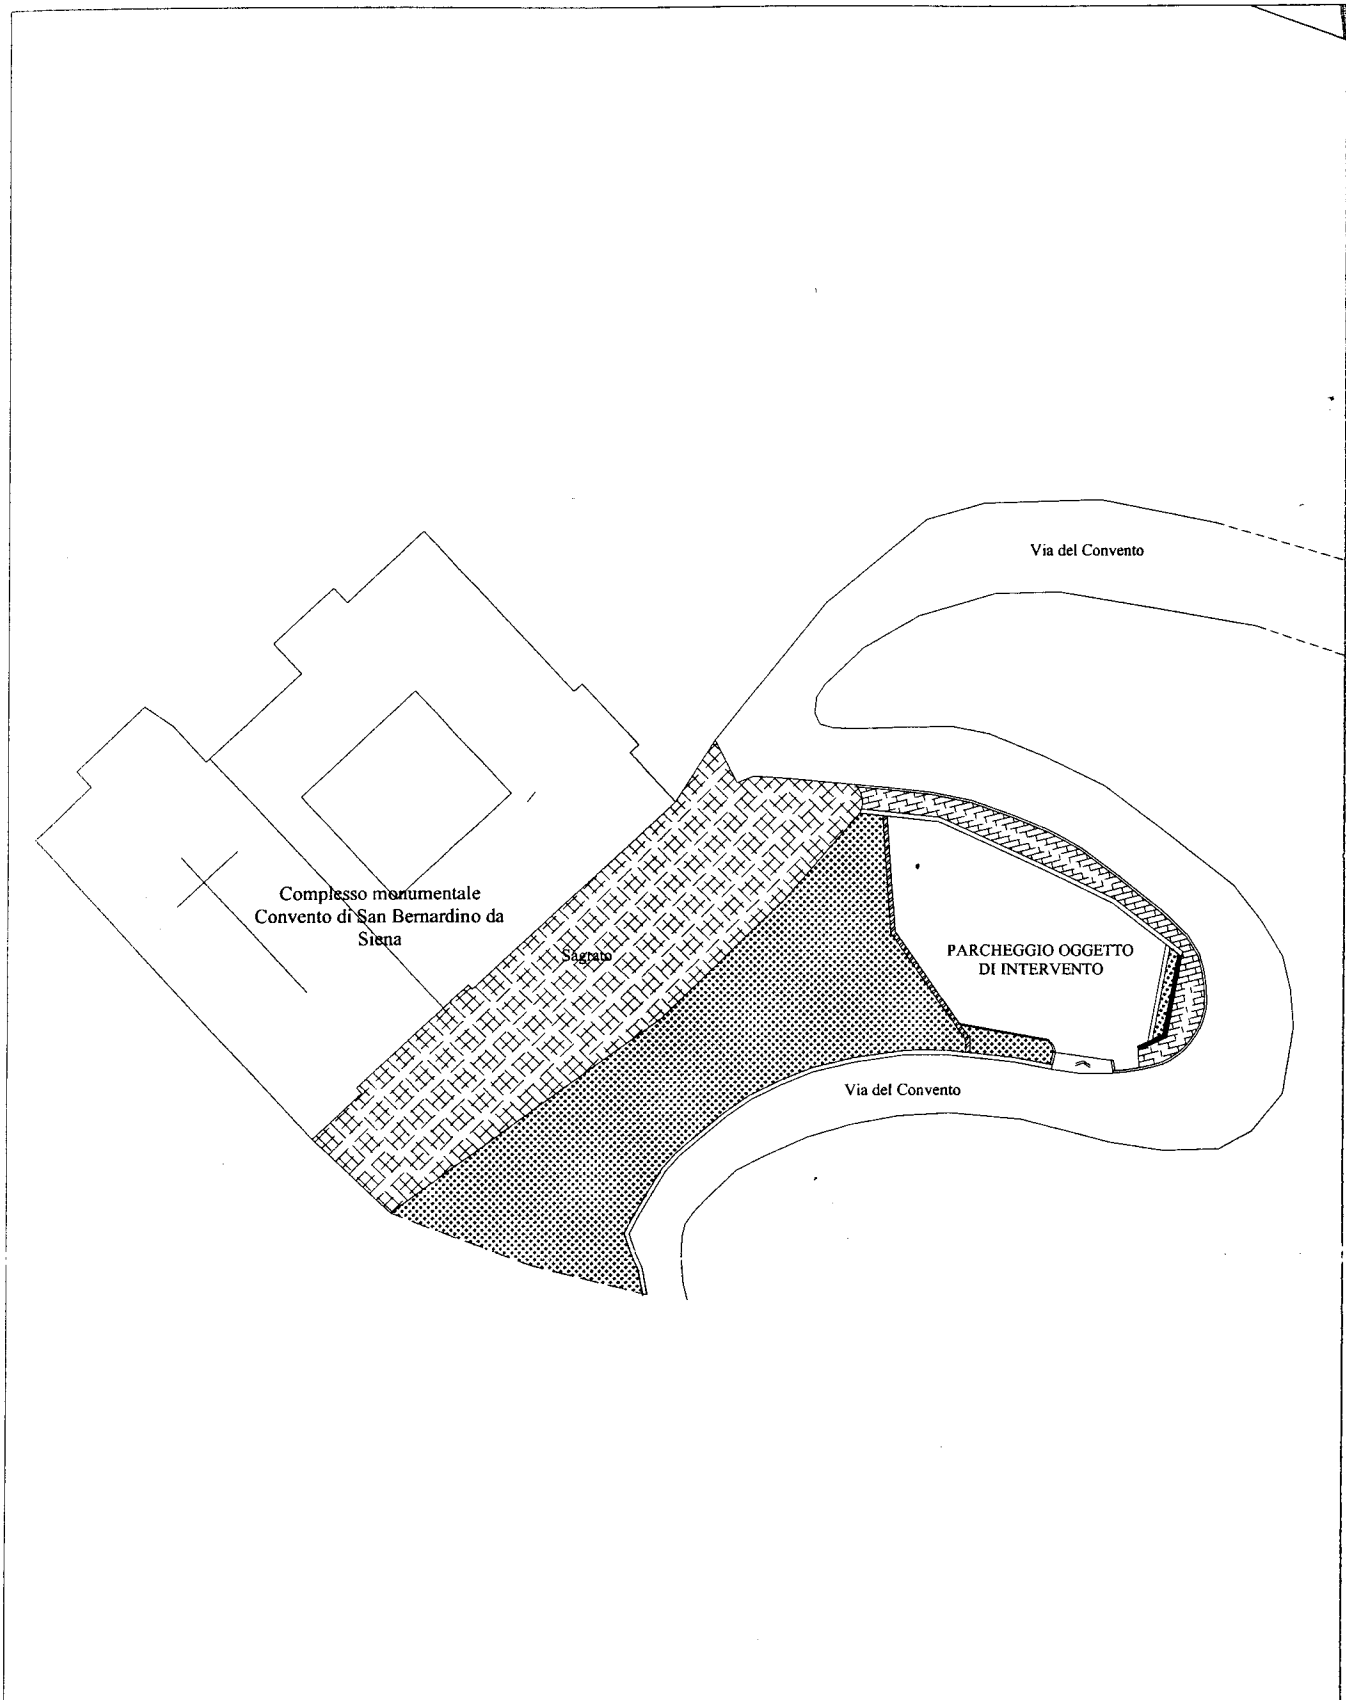 Via del Convento
Complesso monumentale
Convento di San Bernardino da
Siena
Sagrato
PARCHEGGIO OGGETTO
DI INTERVENTO
Via del Convento